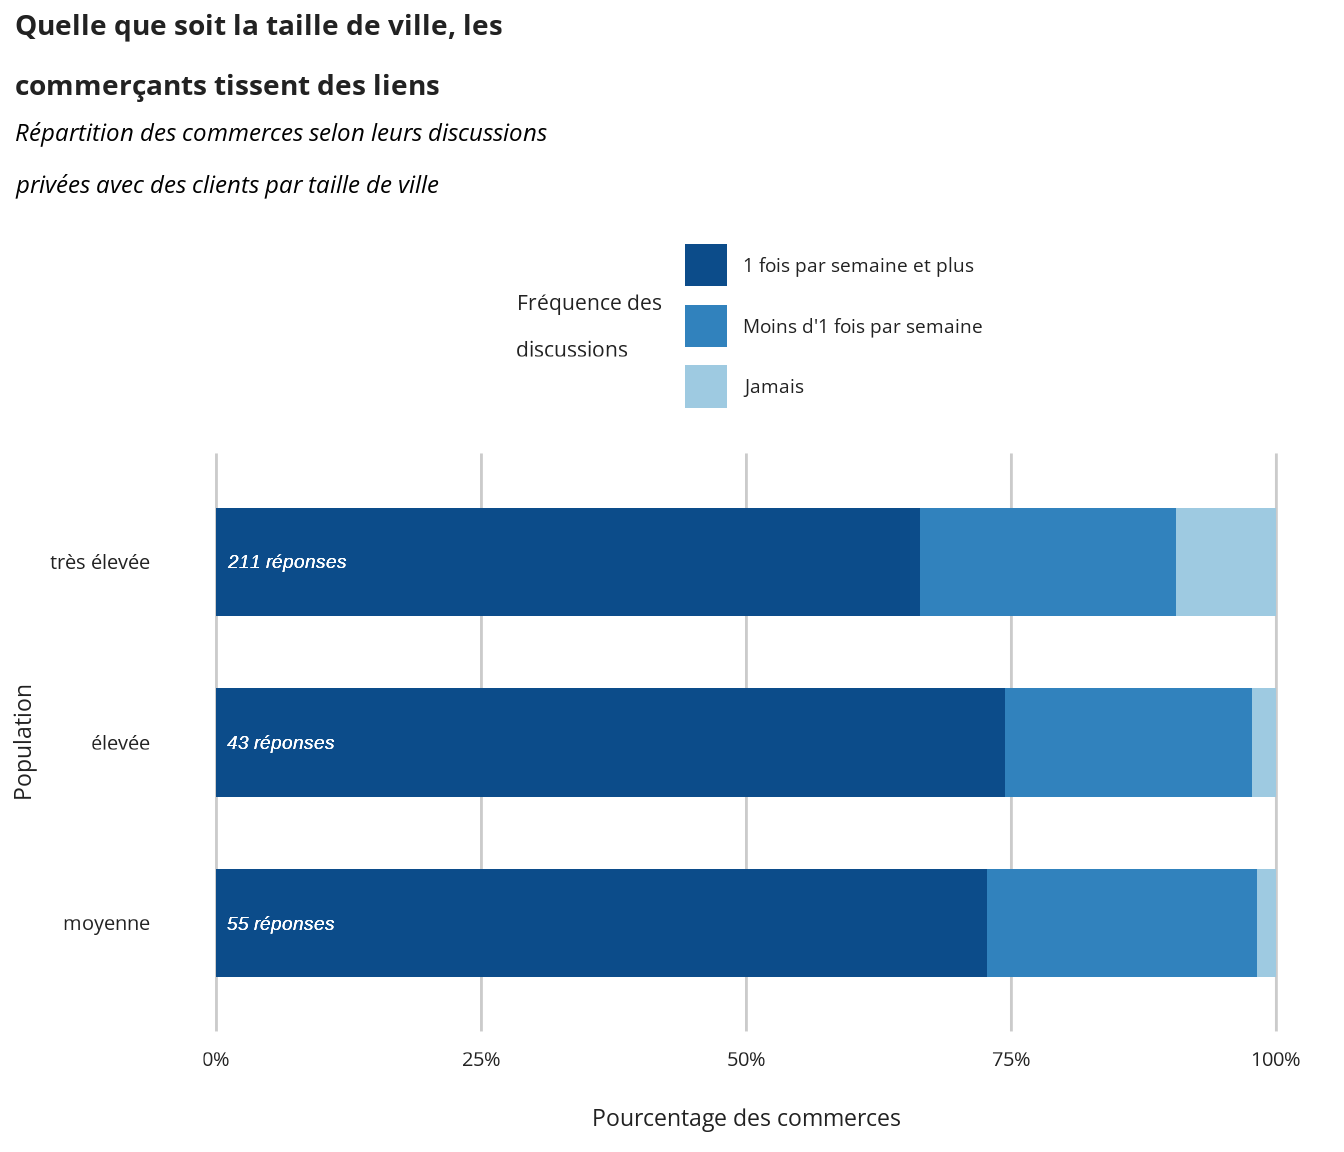 Quelle que soit la taille de ville, les
commerçants tissent des liens
Répartition des commerces selon leurs discussions
privées avec des clients par taille de ville
Fréquence des
discussions
1 fois par semaine et plus
Moins d'1 fois par semaine
Jamais
Population
très élevée
211 réponses
élevée
43 réponses
moyenne
55 réponses
0%
25%
50%
75%
100%
Pourcentage des commerces